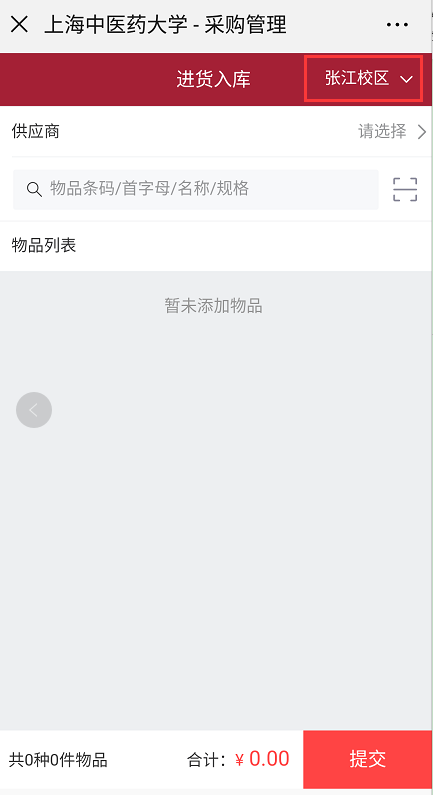 上海中医药大学 - 采购管理
进货入库
张江校区
供应商
请选择
物品条码/首字母/名称/规格
物品列表
暂未添加物品
共0种0件物品
合计：¥ 0.00
提交